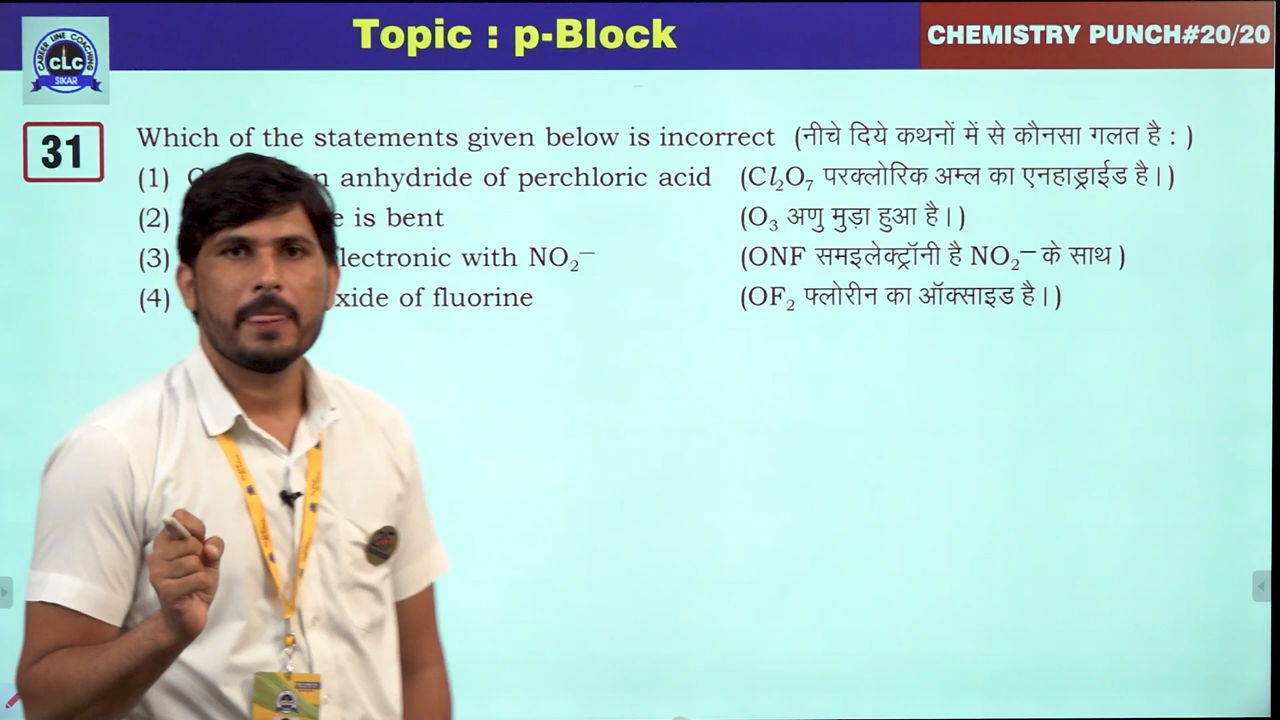 Topic : p-Block
CHEMISTRY PUNCH#20/20
CAREER LINE COACHING
CLC
SIKAR
31
Which of the statements given below is incorrect (नीचे दिये कथनों में से कौनसा गलत है : )
(1) anhydride of perchloric acid (Cl₂O₇ परक्लोरिक अम्ल का एनहाड्राईड है।)
(2) is bent (O₃ अणु मुड़ा हुआ है।)
(3) lectronic with NO₂⁻ (ONF समइलेक्ट्रॉनी है NO₂⁻ के साथ )
(4) xide of fluorine (OF₂ फ्लोरीन का ऑक्साइड है।)